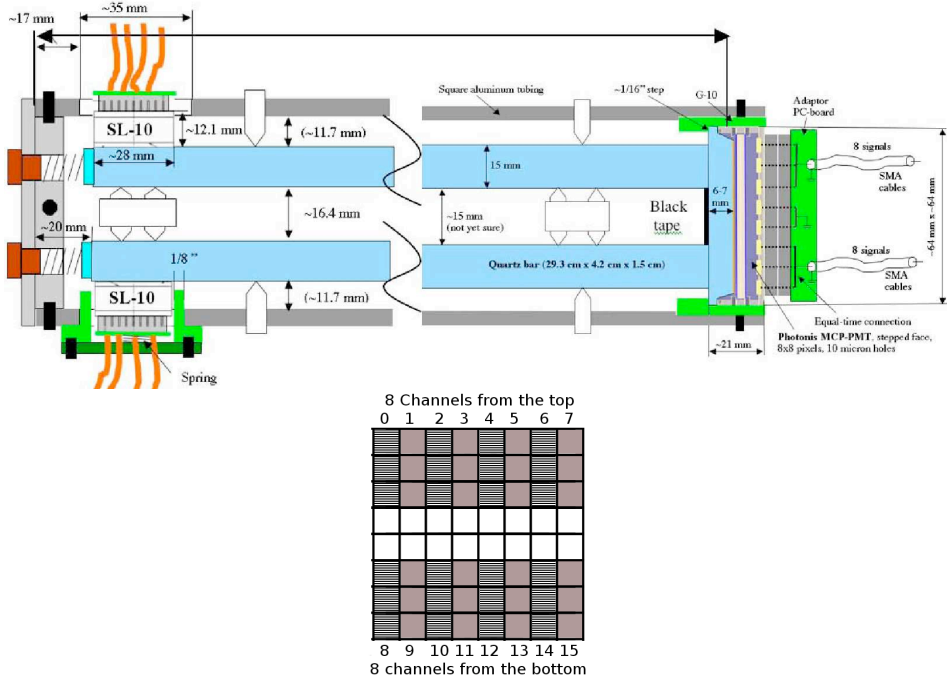 ~17 mm
~35 mm
SL-10
~28 mm
~12.1 mm
(~11.7 mm)
~20 mm
1/8 ”
~16.4 mm
SL-10
(~11.7 mm)
Spring
Square aluminum tubing
~1/16” step
G-10
Adaptor
PC-board
15 mm
~15 mm
(not yet sure)
Black
tape
6-7
mm
8 signals
SMA
cables
~64 mm x ~64 mm
Quartz bar (29.3 cm x 4.2 cm x 1.5 cm)
8 signals
SMA
cables
~21 mm
Equal-time connection
Photonis MCP-PMT, stepped face,
8x8 pixels, 10 micron holes
8 Channels from the top
0 1 2 3 4 5 6 7
8 9 10 11 12 13 14 15
8 channels from the bottom